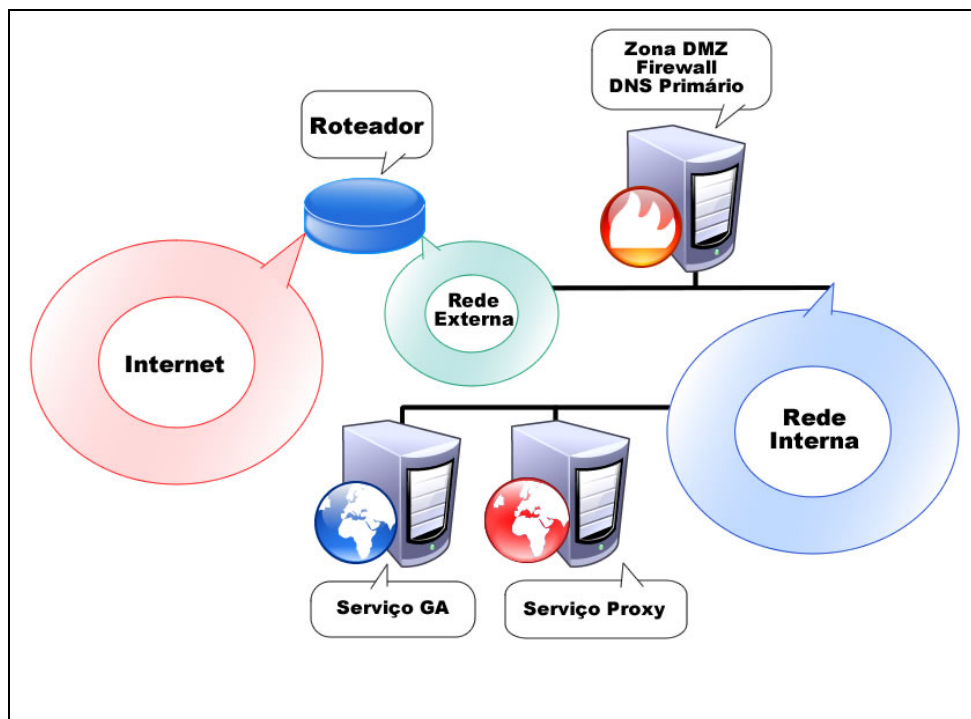 Zona DMZ
Firewall
DNS Primário
Roteador
Rede
Externa
Internet
Rede
Interna
Serviço GA
Serviço Proxy